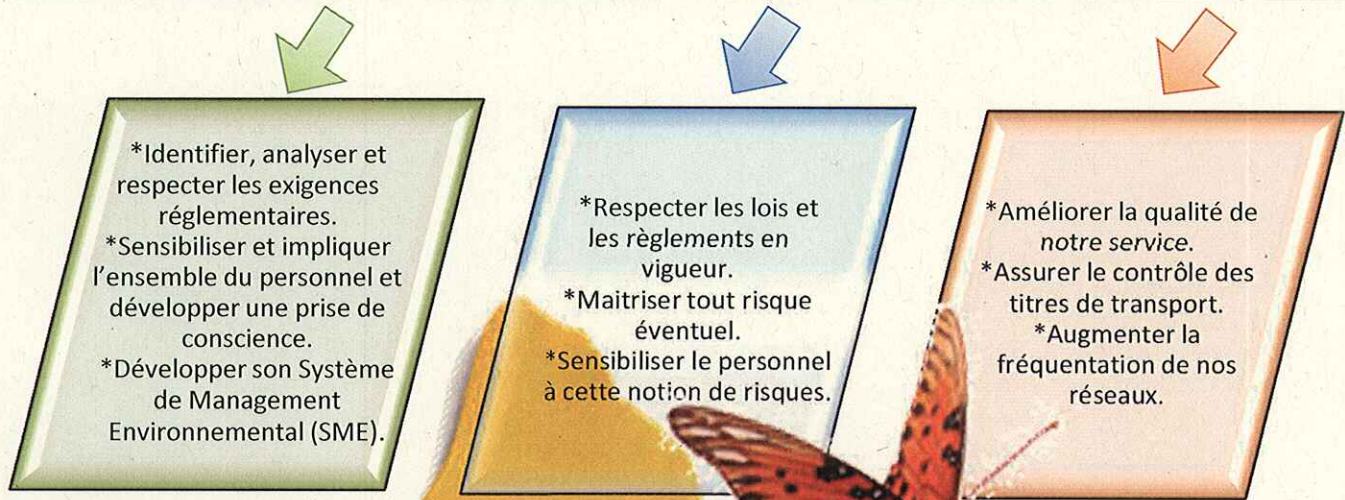 *Identifier, analyser et
respecter les exigences
réglementaires.
*Sensibiliser et impliquer
l'ensemble du personnel et
développer une prise de
conscience.
*Développer son Système
de Management
Environnemental (SME).
*Respecter les lois et
les règlements en
vigueur.
*Maitriser tout risque
éventuel.
*Sensibiliser le personnel
à cette notion de risques.
*Améliorer la qualité de
notre service.
*Assurer le contrôle des
titres de transport.
*Augmenter la
fréquentation de nos
réseaux.